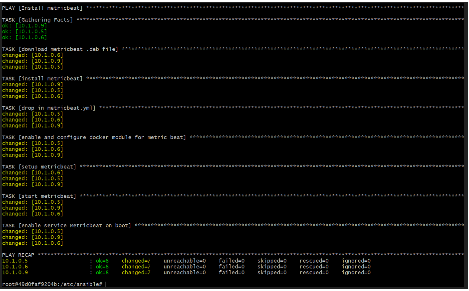 PLAY [Install metricbeat] ****
TASK [Gathering Facts] ****
ok: [10.1.0.9]
ok: [10.1.0.5]
ok: [10.1.0.6]
TASK [download metricbeat .deb file] ****
changed: [10.1.0.6]
changed: [10.1.0.9]
changed: [10.1.0.5]
TASK [install metricbeat] ****
changed: [10.1.0.9]
changed: [10.1.0.5]
changed: [10.1.0.6]
TASK [drop in metricbeat.yml] ****
changed: [10.1.0.5]
changed: [10.1.0.6]
changed: [10.1.0.9]
TASK [enable and configure docker module for metric beat] ****
changed: [10.1.0.5]
changed: [10.1.0.6]
changed: [10.1.0.9]
TASK [setup metricbeat] ****
changed: [10.1.0.6]
changed: [10.1.0.5]
changed: [10.1.0.9]
TASK [start metricbeat] ****
changed: [10.1.0.5]
changed: [10.1.0.9]
changed: [10.1.0.6]
TASK [enable service metricbeat on boot] ****
changed: [10.1.0.5]
changed: [10.1.0.9]
changed: [10.1.0.6]
PLAY RECAP ****
10.1.0.5 : ok=8 changed=7 unreachable=0 failed=0 skipped=0 rescued=0 ignored=0
10.1.0.6 : ok=8 changed=7 unreachable=0 failed=0 skipped=0 rescued=0 ignored=0
10.1.0.9 : ok=8 changed=7 unreachable=0 failed=0 skipped=0 rescued=0 ignored=0
:/etc/ansible#